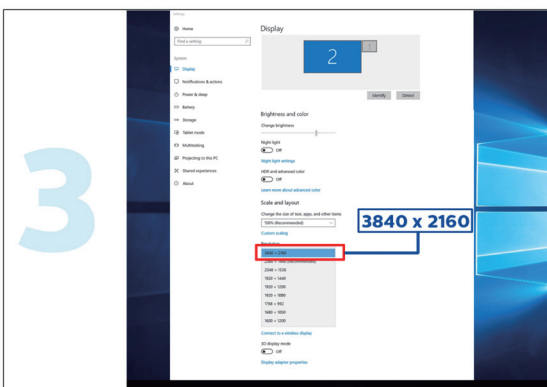 3
Settings
Home
Find a setting
System
Display
Notifications & actions
Power & sleep
Battery
Storage
Tablet mode
Multitasking
Projecting to this PC
Shared experiences
About
Display
2
1
Identify
Detect
Brightness and color
Change brightness
Night light
Off
Night light settings
HDR and advanced color
Off
Learn more about advanced color
Scale and layout
Change the size of text, apps, and other items
Custom scaling
Resolution
3840 × 2160
3840 x 2160
2048 × 1536
1920 × 1440
1920 × 1200
1920 × 1080
1768 × 992
1680 × 1050
1600 × 1200
Connect to a wireless display
3D display mode
Off
Display adapter properties